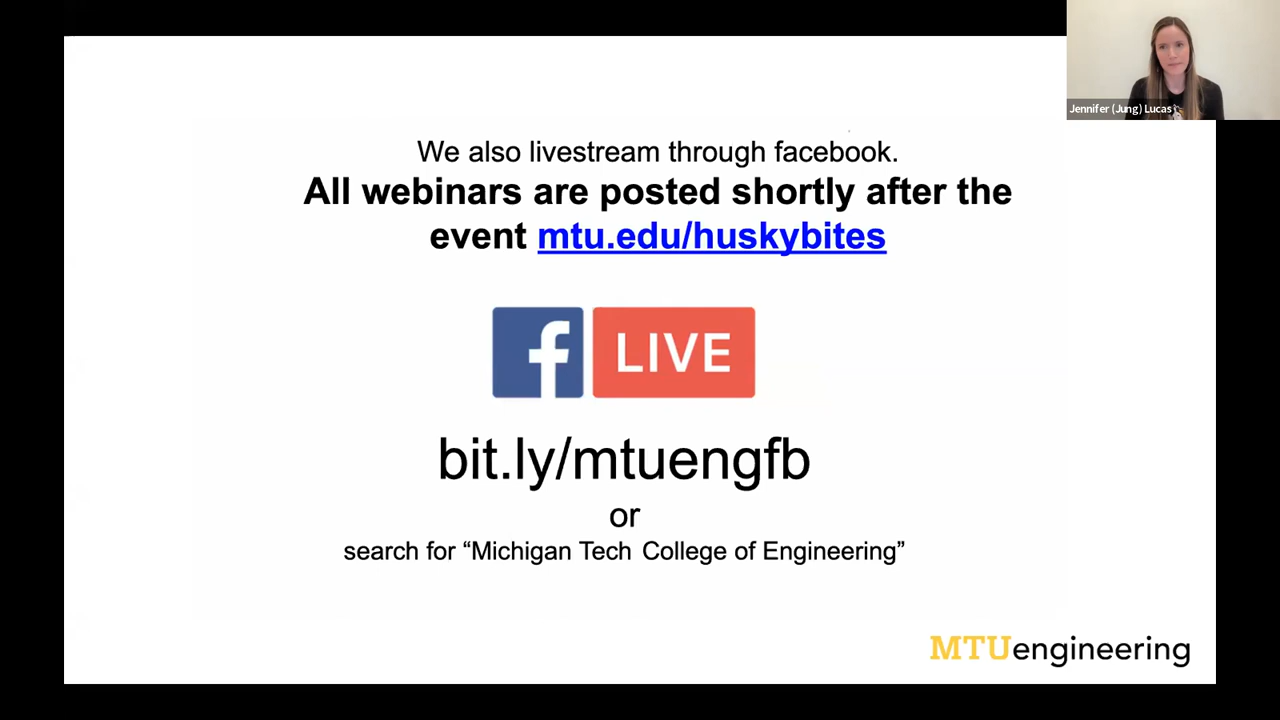 Jennifer (Jung) Lucas
We also livestream through facebook.
All webinars are posted shortly after the
event mtu.edu/huskybites
f LIVE
bit.ly/mtuengfb
or
search for “Michigan Tech College of Engineering”
MTUengineering